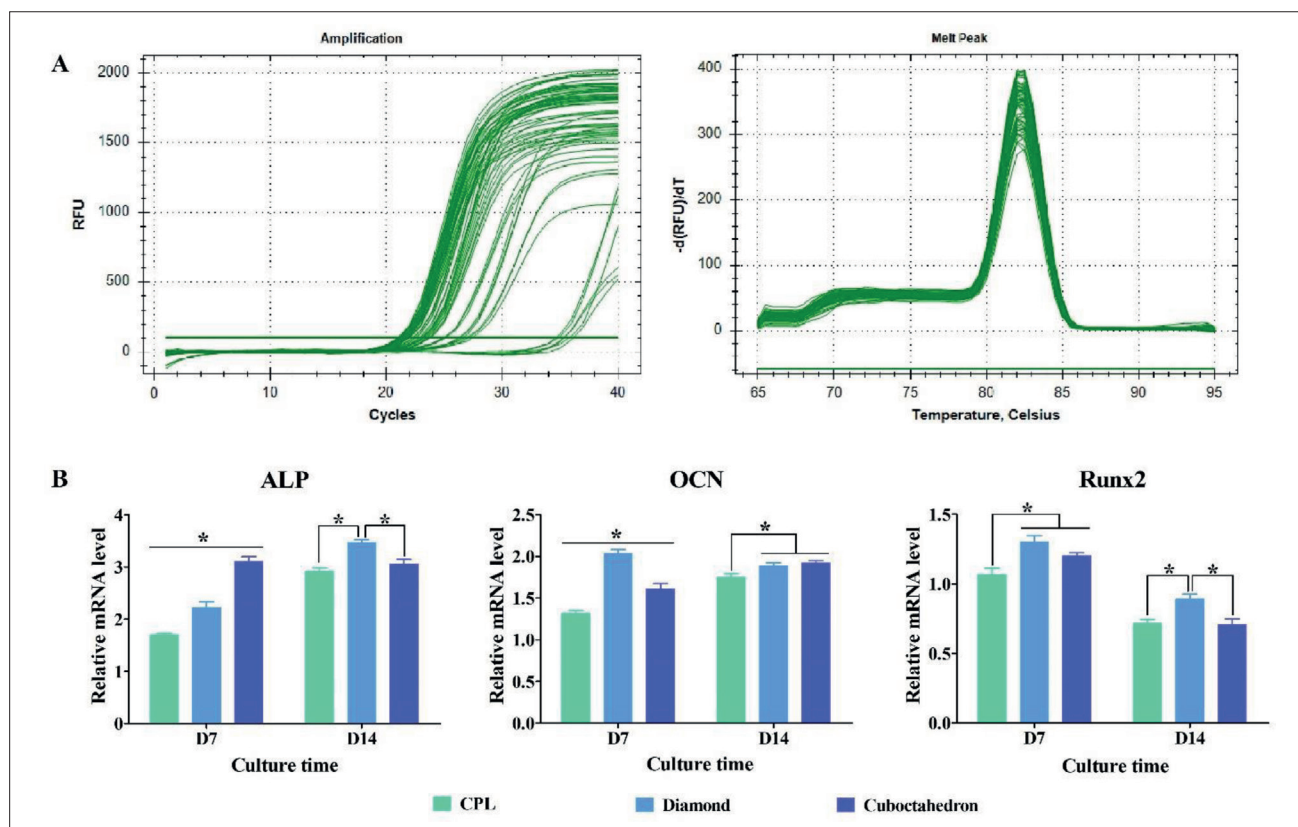 A
Amplification
RFU
2000
1500
1000
500
0
0
10
20
30
40
Cycles
Melt Peak
-d(RFU)/dT
400
300
200
100
0
65
70
75
80
85
90
95
Temperature, Celsius
B
ALP
Relative mRNA level
4
3
2
1
0
*
*
*
D7
D14
Culture time
OCN
Relative mRNA level
2.5
2.0
1.5
1.0
0.5
0.0
*
*
D7
D14
Culture time
Runx2
Relative mRNA level
1.5
1.0
0.5
0.0
*
*
*
D7
D14
Culture time
CPL
Diamond
Cuboctahedron